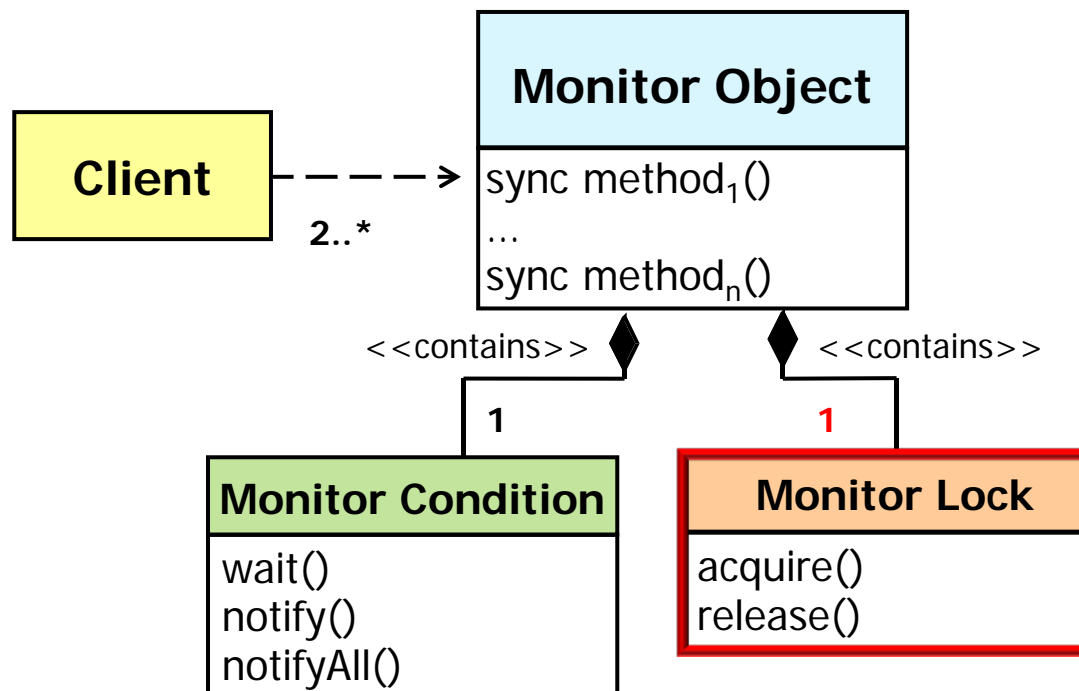 Monitor Object
Client
sync method₁()
...
sync methodₙ()
2..*
<<contains>>
<<contains>>
1
1
Monitor Condition
wait()
notify()
notifyAll()
Monitor Lock
acquire()
release()